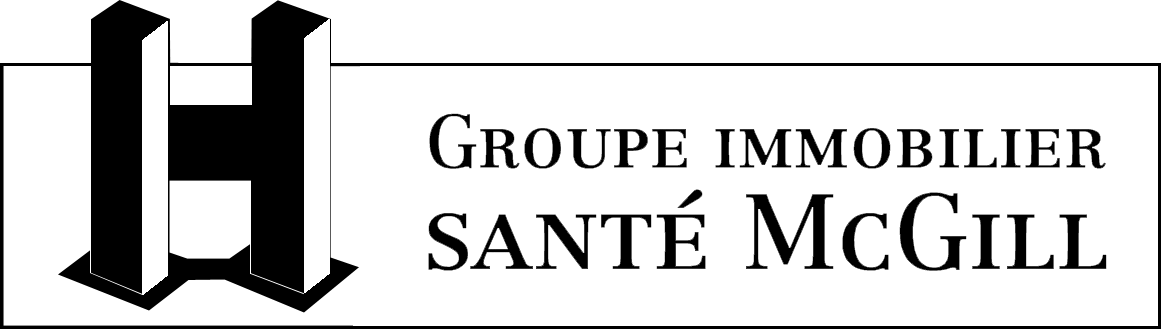 H
GROUPE IMMOBILIER
SANTÉ MCGILL